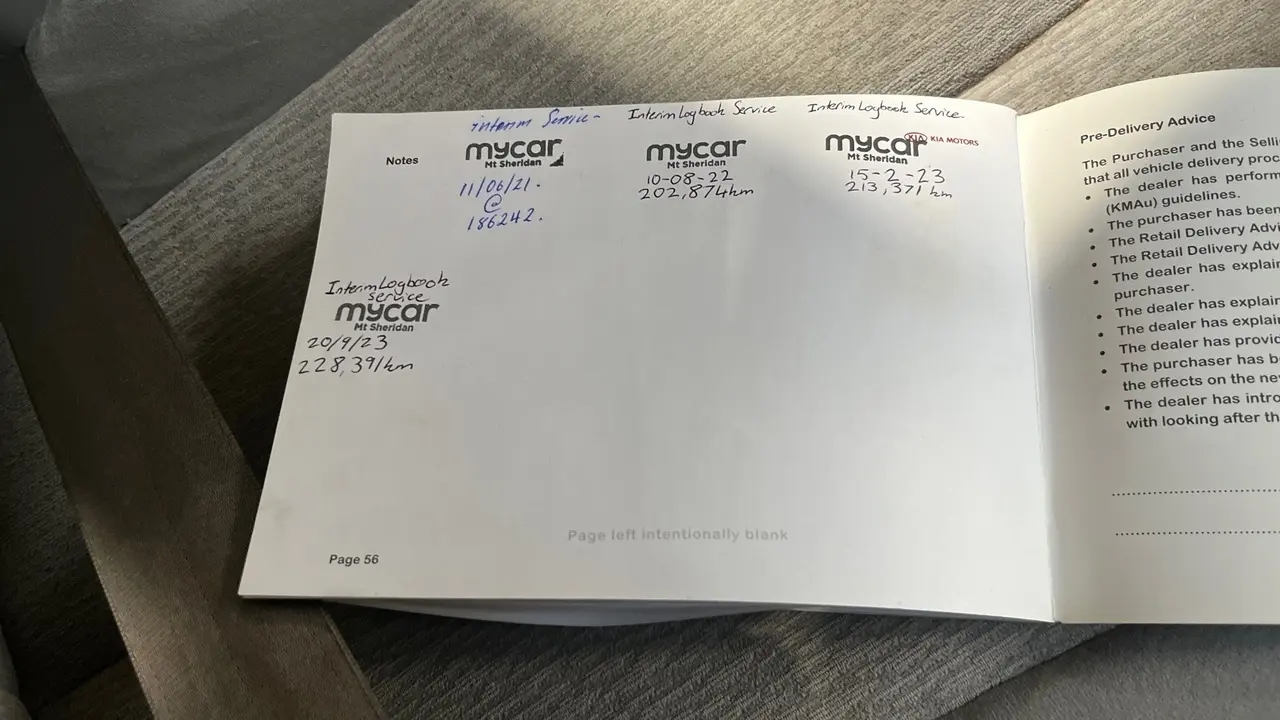 Notes
interim Service -
mycar
Mt Sheridan
11/06/21.
@
186242.
Interim Logbook Service
mycar
Mt Sheridan
10-08-22
202,874km
Interim Logbook Service.
mycar
Mt Sheridan
KIA KIA MOTORS
15-2-23
213,371km
Interim Logbook
service
mycar
Mt Sheridan
20/9/23
228,391km
Page left intentionally blank
Page 56
Pre-Delivery Advice
The Purchaser and the Selli
that all vehicle delivery proc
• The dealer has perform
(KMAu) guidelines.
• The purchaser has been
• The Retail Delivery Advi
• The Retail Delivery Adv
• The dealer has explain
purchaser.
• The dealer has explain
• The dealer has explai
• The dealer has provid
• The purchaser has b
the effects on the ne
• The dealer has intro
with looking after th